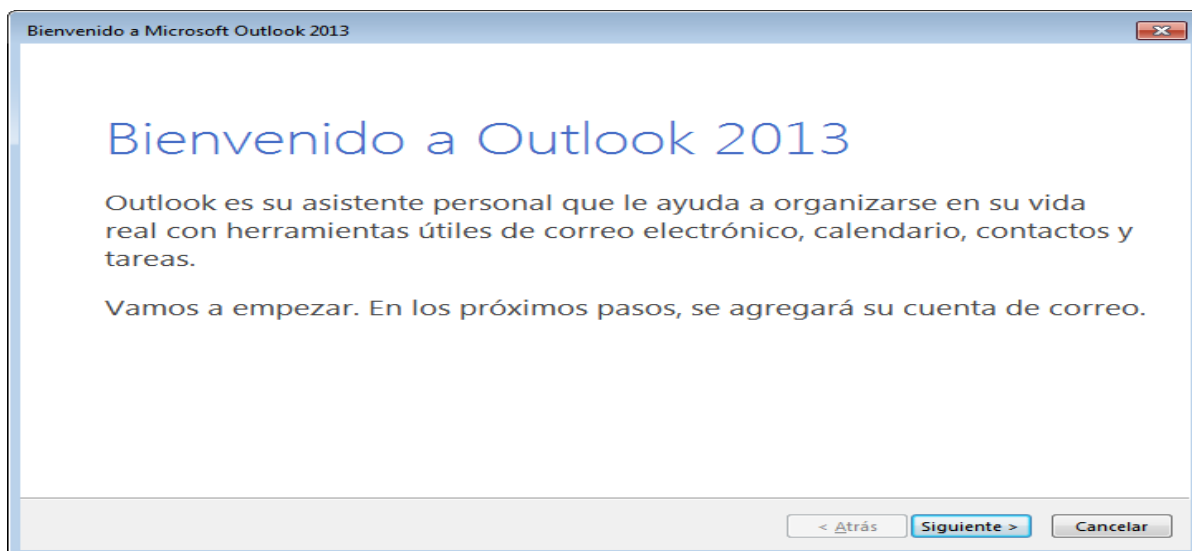 Bienvenido a Microsoft Outlook 2013
Bienvenido a Outlook 2013
Outlook es su asistente personal que le ayuda a organizarse en su vida
real con herramientas útiles de correo electrónico, calendario, contactos y
tareas.
Vamos a empezar. En los próximos pasos, se agregará su cuenta de correo.
< Atrás Siguiente > Cancelar